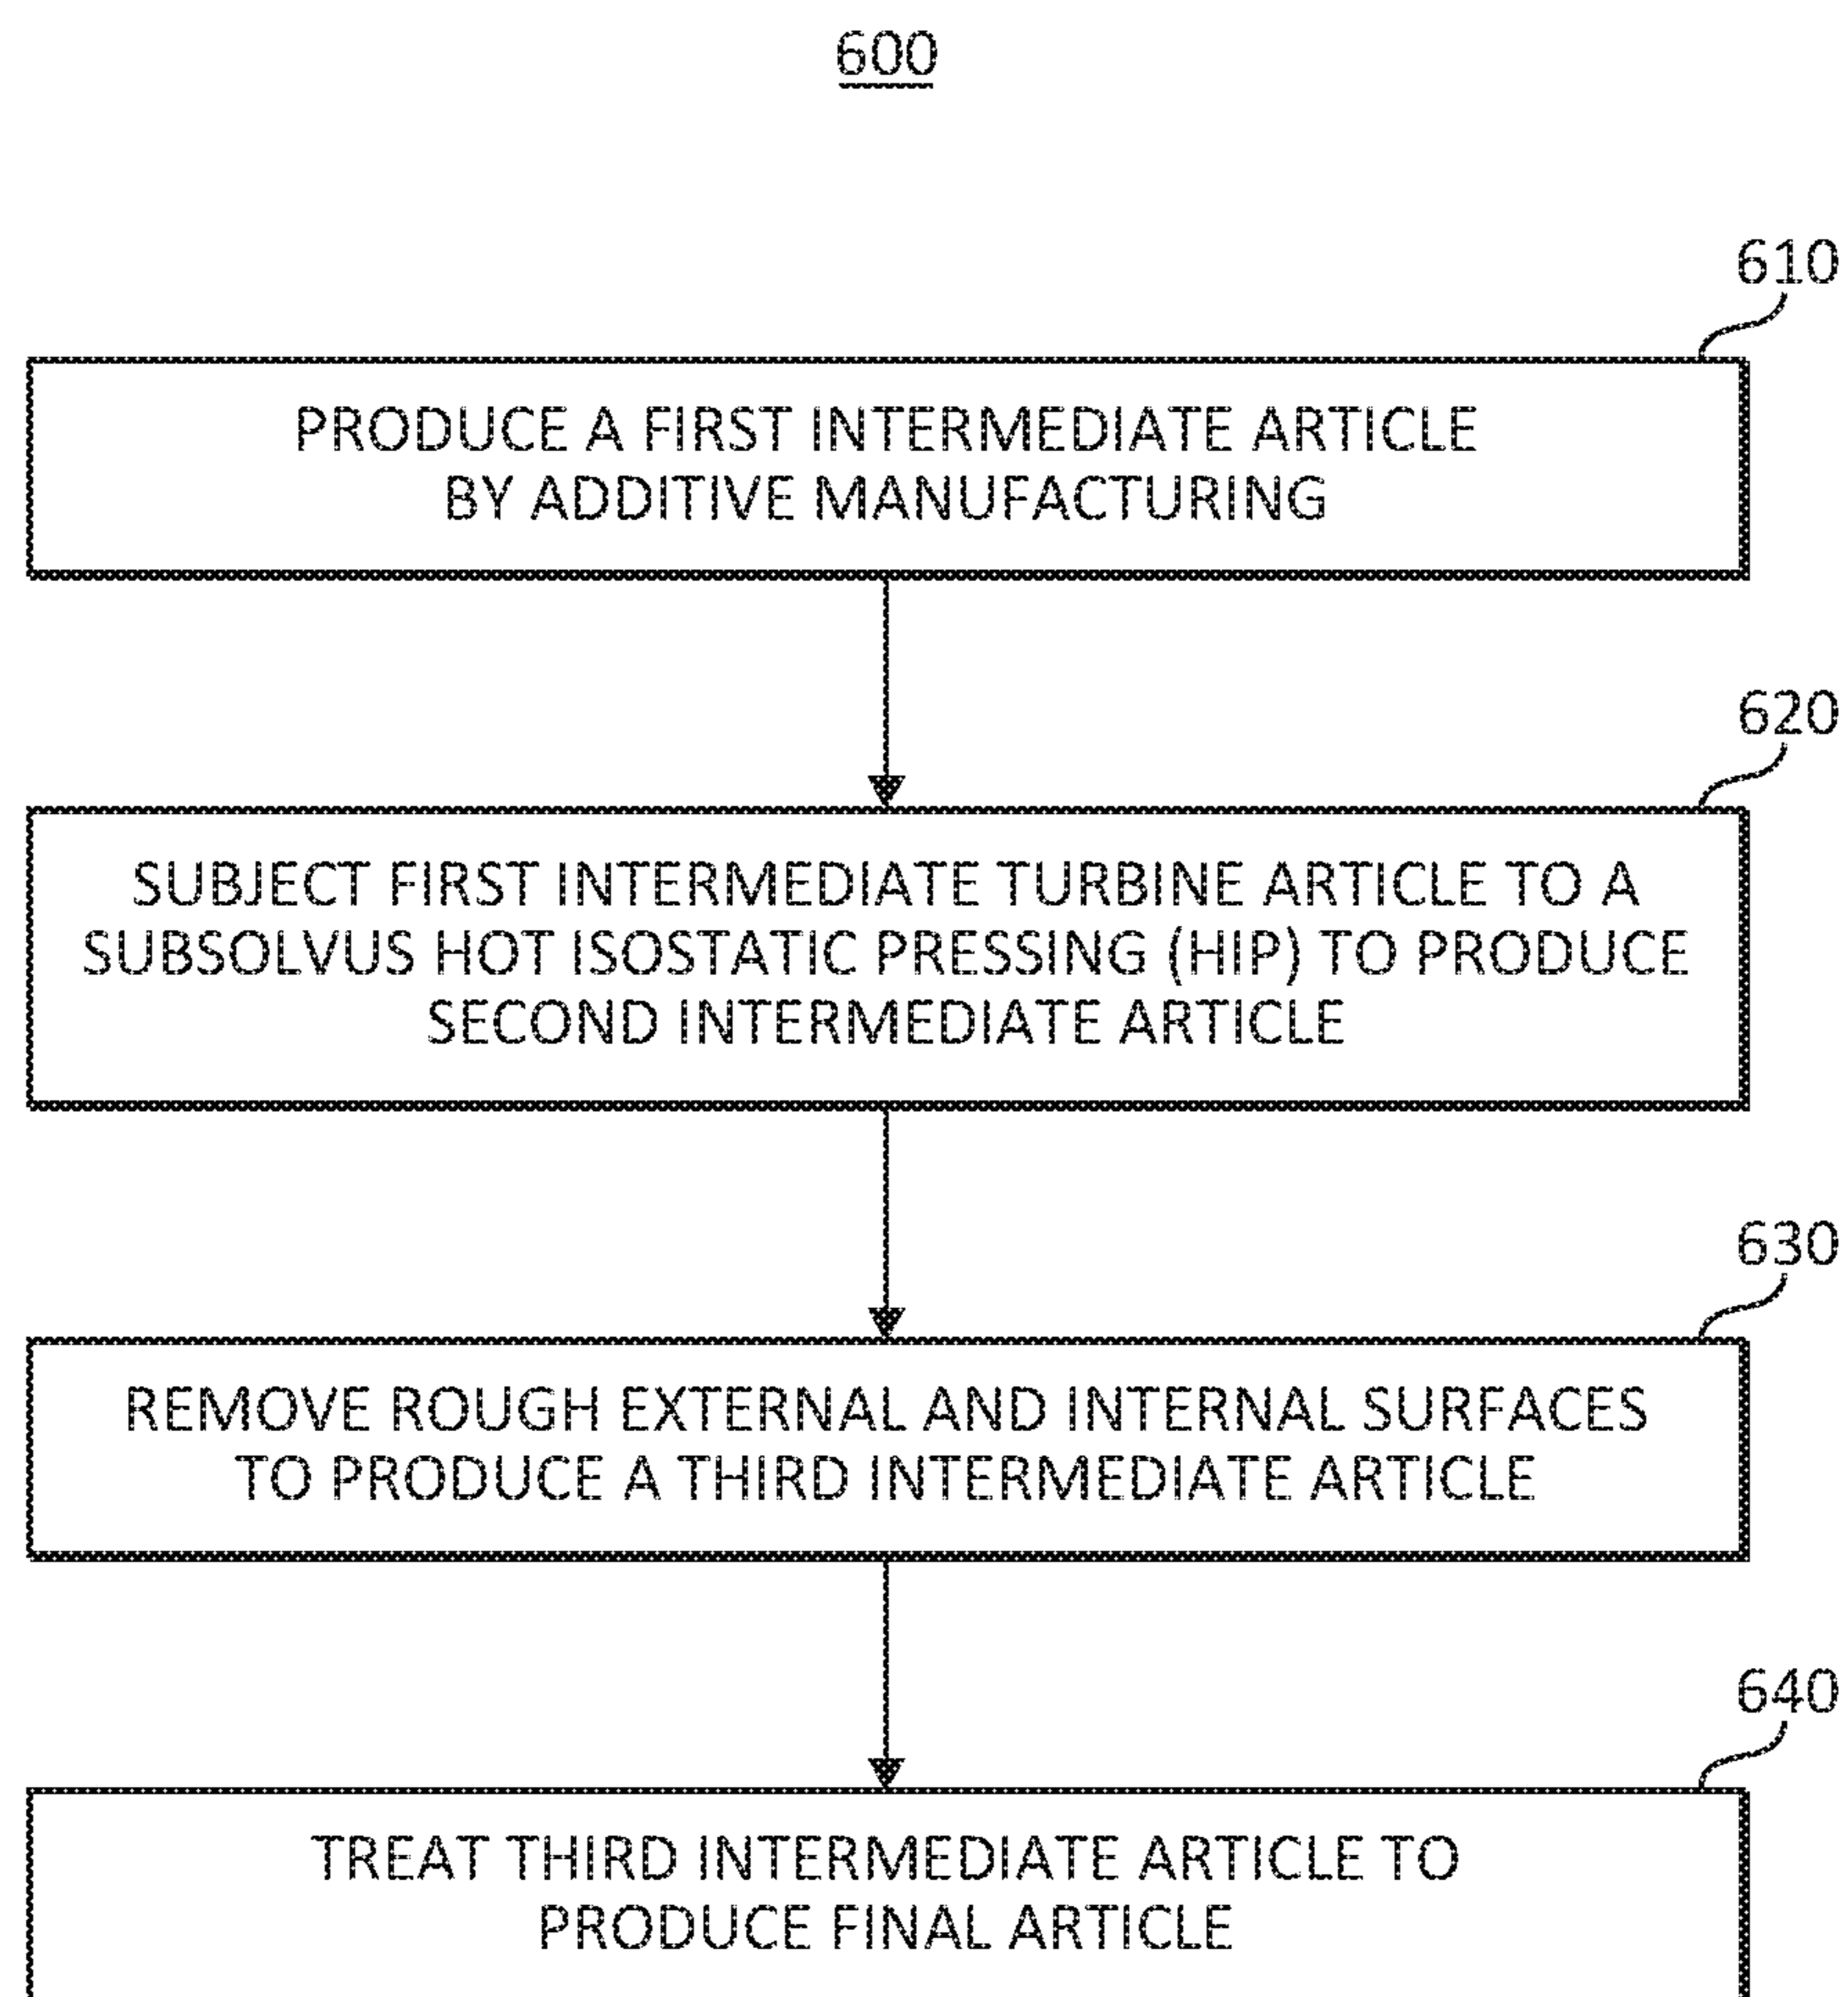 600
610
PRODUCE A FIRST INTERMEDIATE ARTICLE
BY ADDITIVE MANUFACTURING
620
SUBJECT FIRST INTERMEDIATE TURBINE ARTICLE TO A
SUBSOLVUS HOT ISOSTATIC PRESSING (HIP) TO PRODUCE
SECOND INTERMEDIATE ARTICLE
630
REMOVE ROUGH EXTERNAL AND INTERNAL SURFACES
TO PRODUCE A THIRD INTERMEDIATE ARTICLE
640
TREAT THIRD INTERMEDIATE ARTICLE TO
PRODUCE FINAL ARTICLE